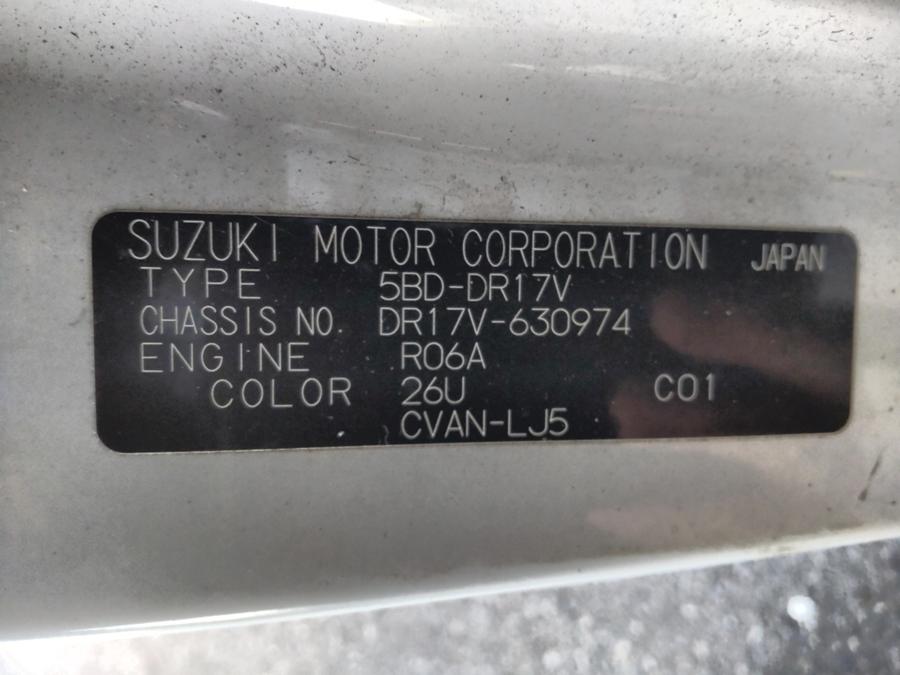 SUZUKI MOTOR CORPORATION JAPAN
TYPE 5BD-DR17V
CHASSIS NO. DR17V-630974
ENGINE R06A
COLOR 26U C01
CVAN-LJ5